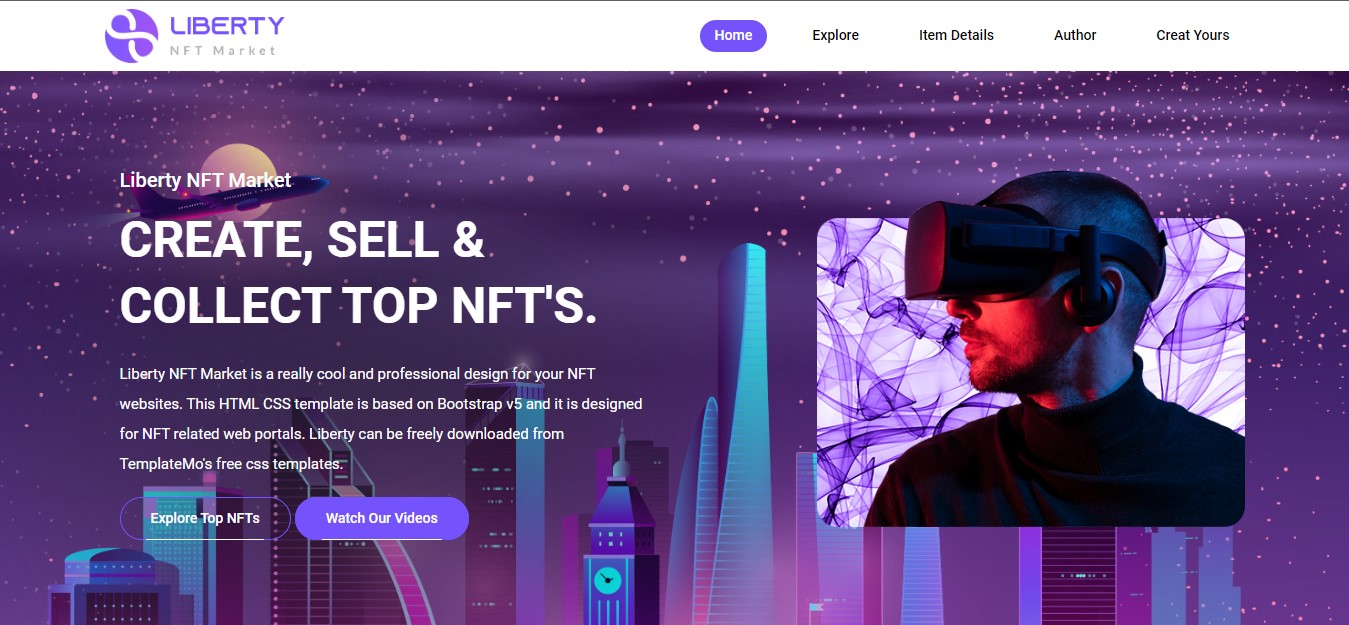 LIBERTY
NFT Market
Home
Explore
Item Details
Author
Creat Yours
Liberty NFT Market
CREATE, SELL &
COLLECT TOP NFT'S.
Liberty NFT Market is a really cool and professional design for your NFT
websites. This HTML CSS template is based on Bootstrap v5 and it is designed
for NFT related web portals. Liberty can be freely downloaded from
TemplateMo's free css templates.
Explore Top NFTs
Watch Our Videos